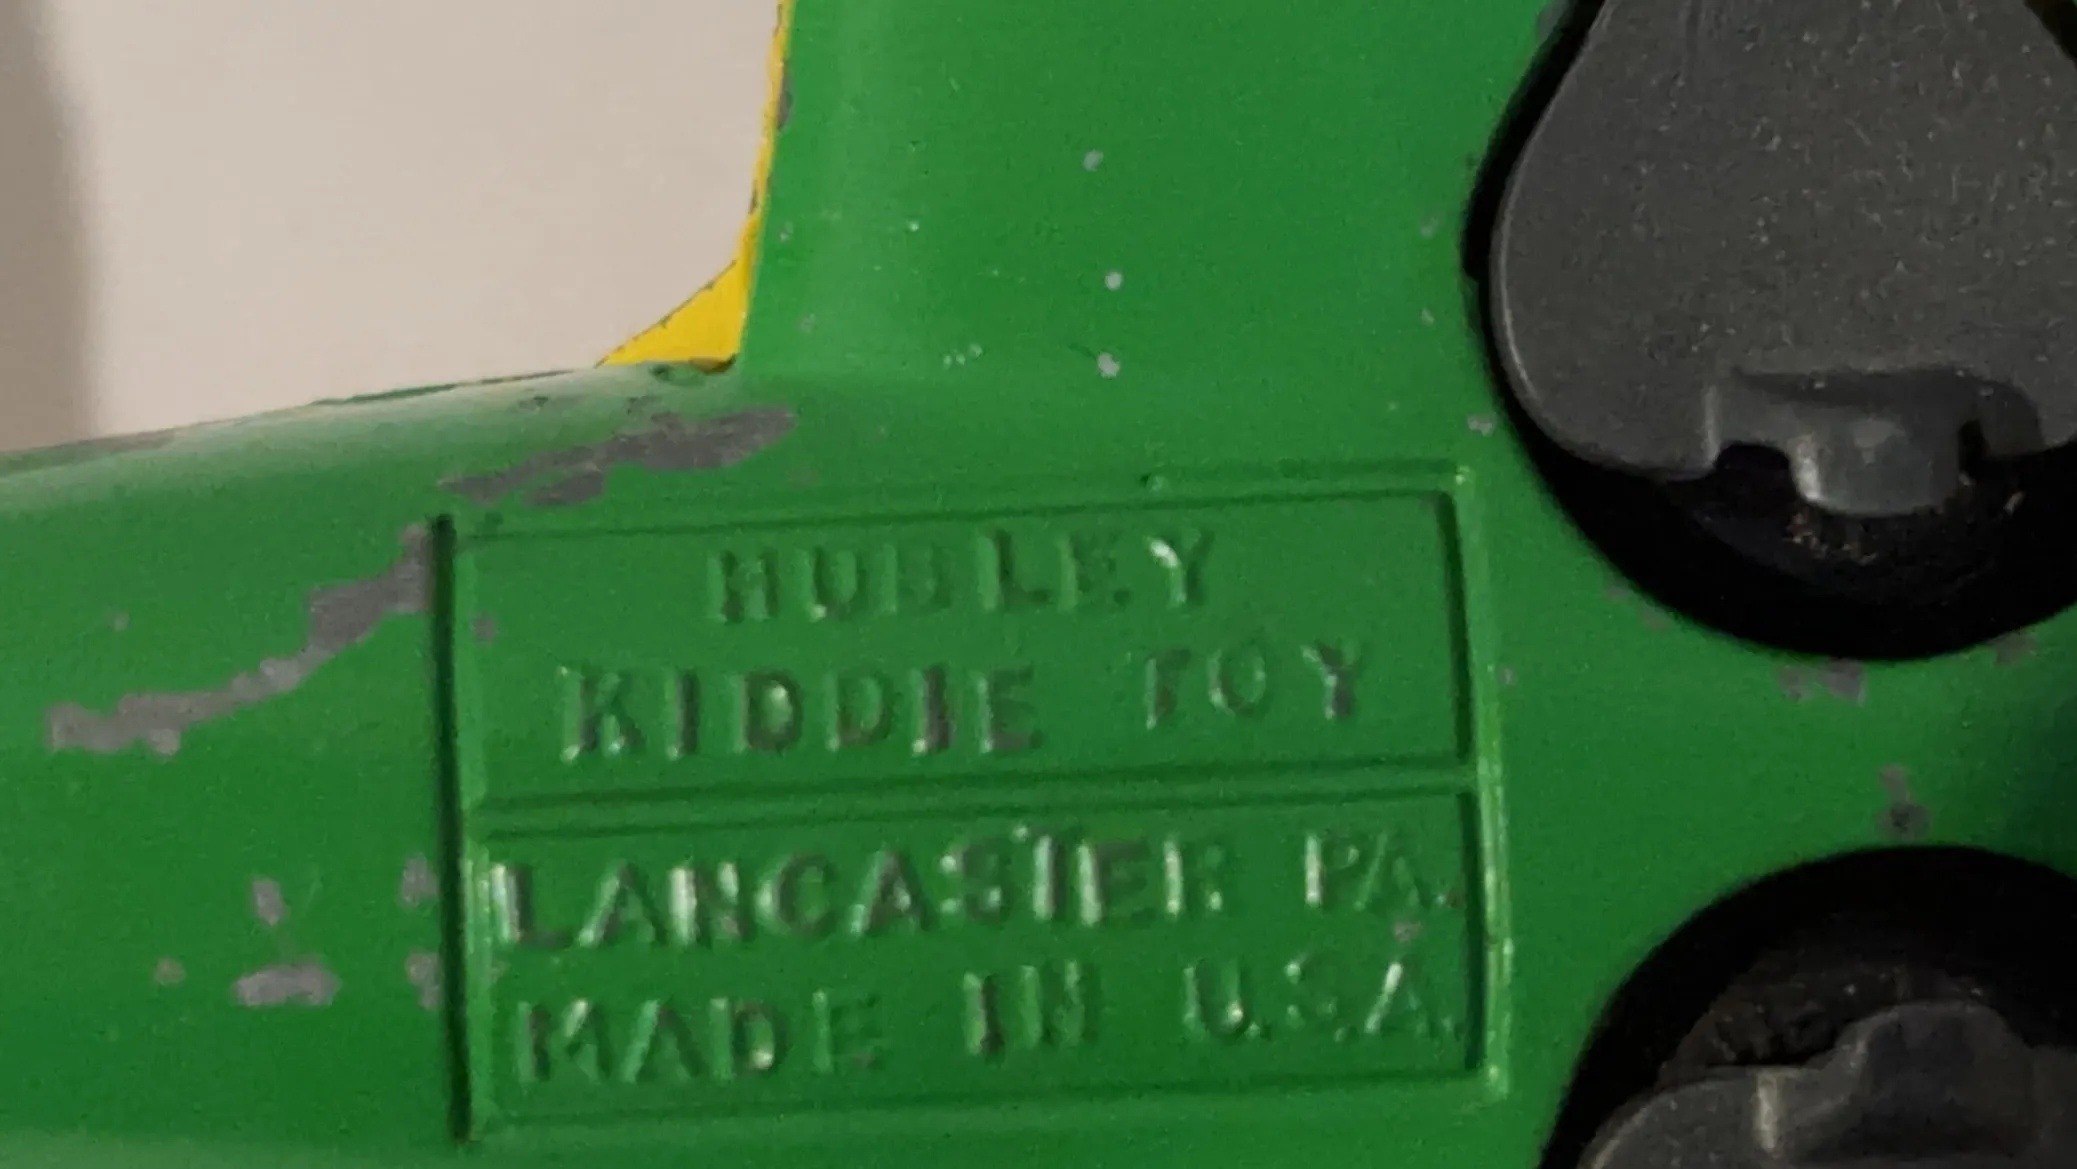 HUBLEY
KIDDIE TOY
LANCASTER PA.
MADE IN U.S.A.